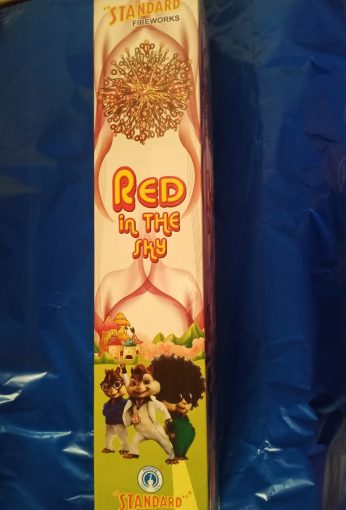 "STANDARD"
FIREWORKS
RED
in THE
SKY
"STANDARD"